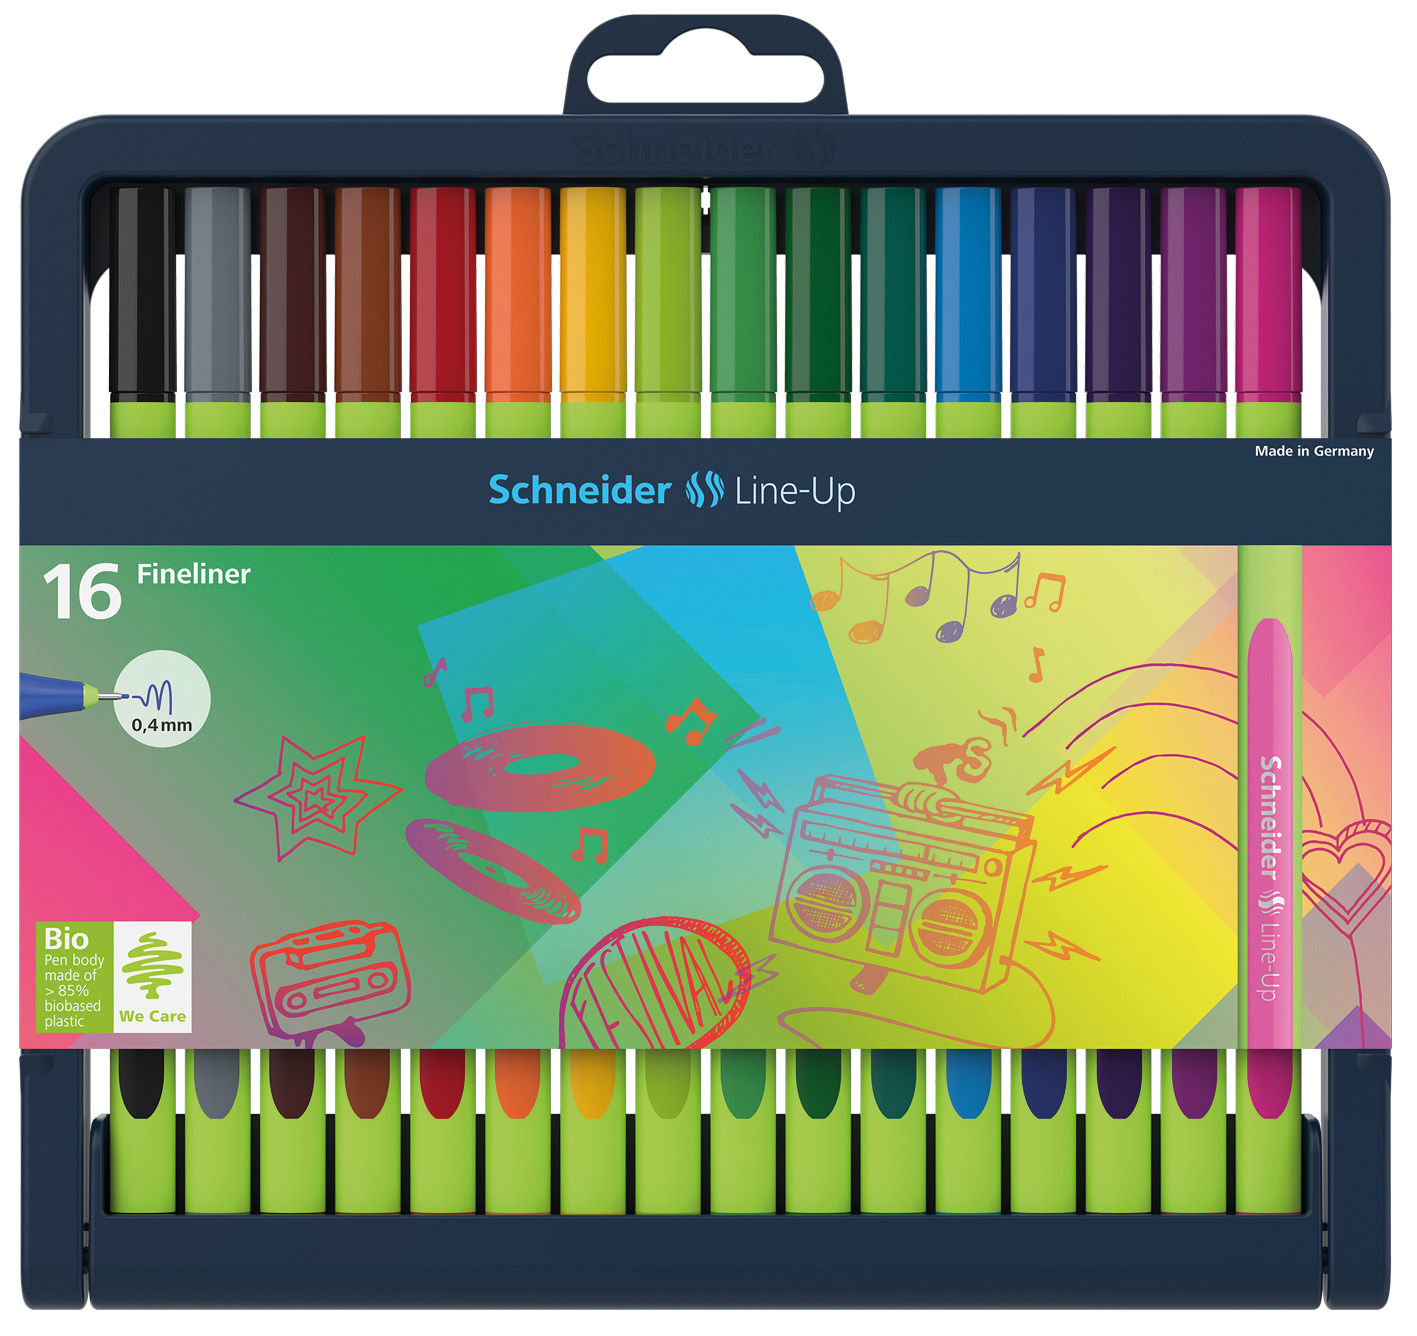 Schneider
Made in Germany
Schneider Line-Up
16 Fineliner
0,4 mm
FESTIVAL
Schneider Line-Up
Bio
Pen body
made of
> 85%
biobased
plastic
We Care